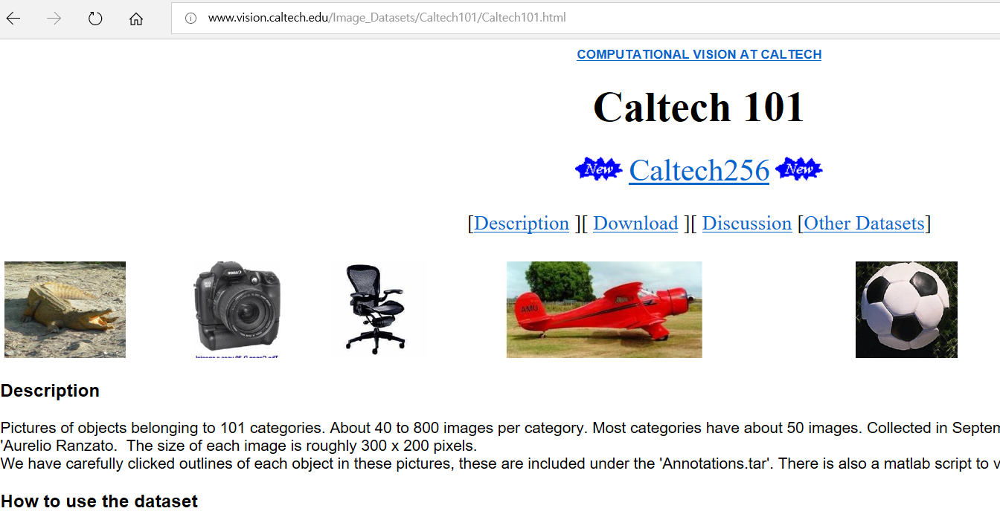 www.vision.caltech.edu/Image_Datasets/Caltech101/Caltech101.html
COMPUTATIONAL VISION AT CALTECH
Caltech 101
New Caltech256 New
[Description ][ Download ][ Discussion [Other Datasets]
AMU
Description
Pictures of objects belonging to 101 categories. About 40 to 800 images per category. Most categories have about 50 images. Collected in Septem
'Aurelio Ranzato. The size of each image is roughly 300 x 200 pixels.
We have carefully clicked outlines of each object in these pictures, these are included under the 'Annotations.tar'. There is also a matlab script to v
How to use the dataset